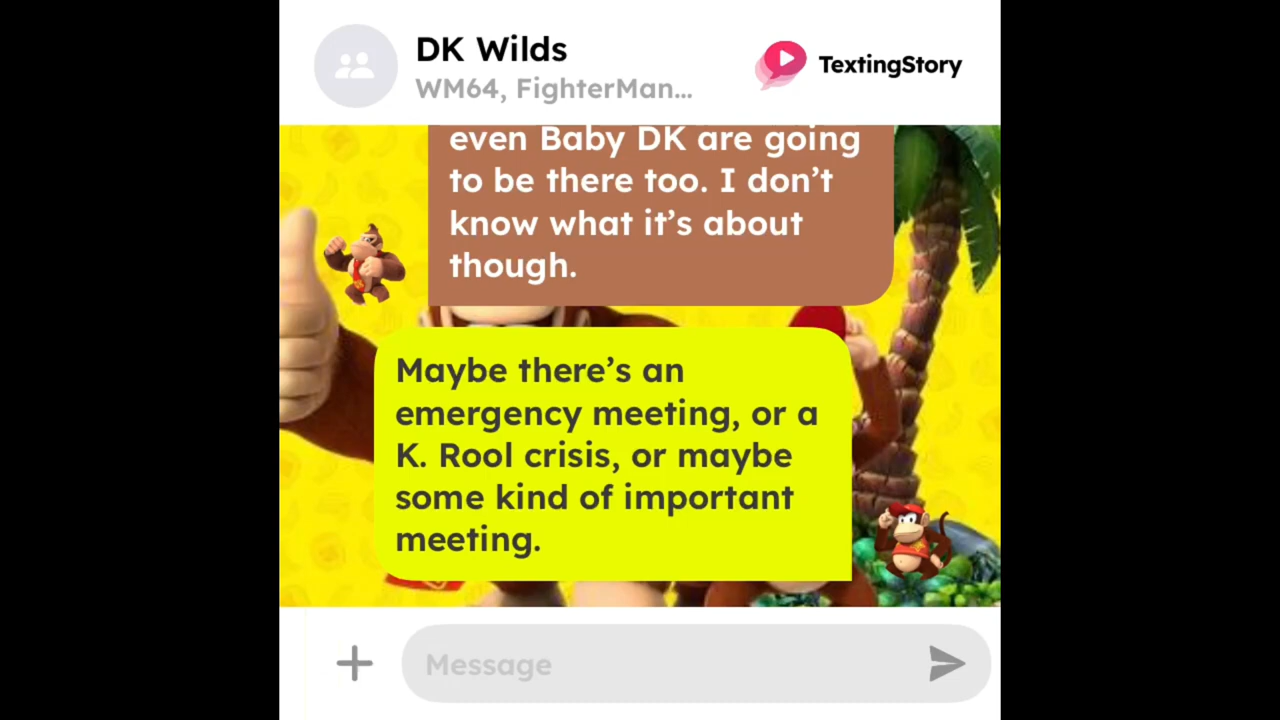 DK Wilds
WM64, FighterMan...
TextingStory
even Baby DK are going
to be there too. I don’t
know what it’s about
though.
Maybe there’s an
emergency meeting, or a
K. Rool crisis, or maybe
some kind of important
meeting.
Message